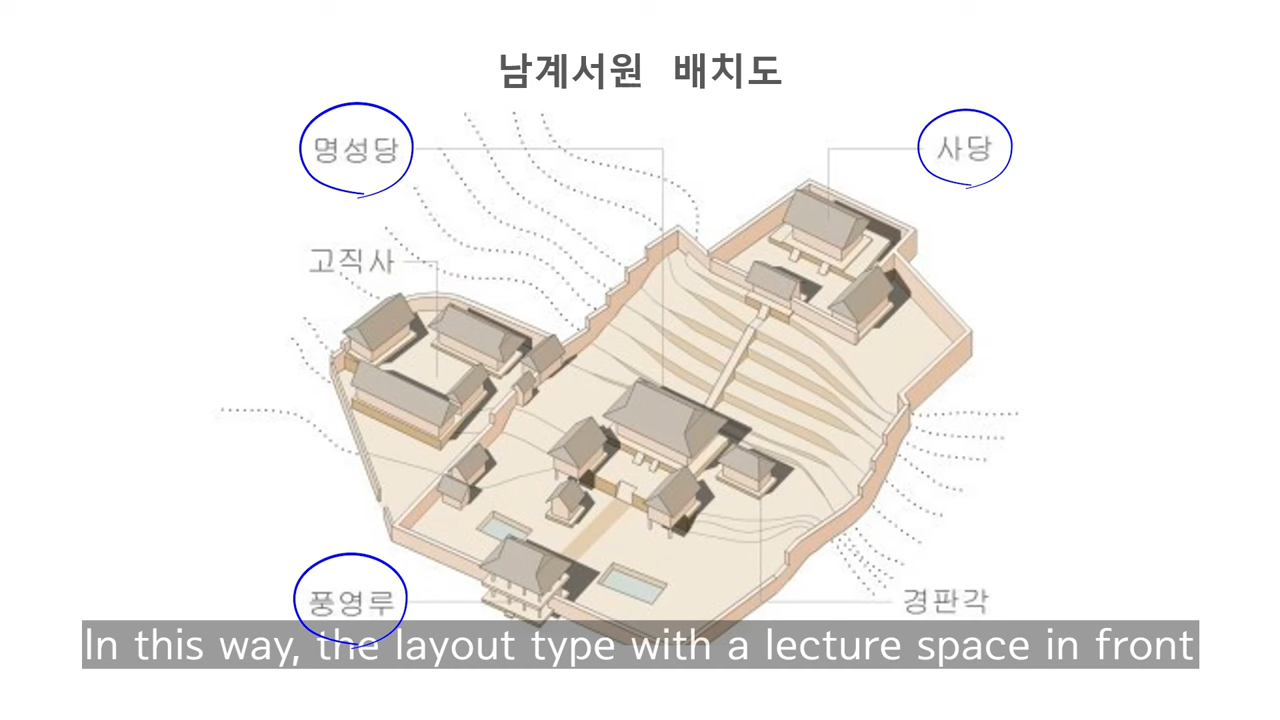 남계서원 배치도
명성당
사당
고직사
풍영루
경판각
In this way, the layout type with a lecture space in front